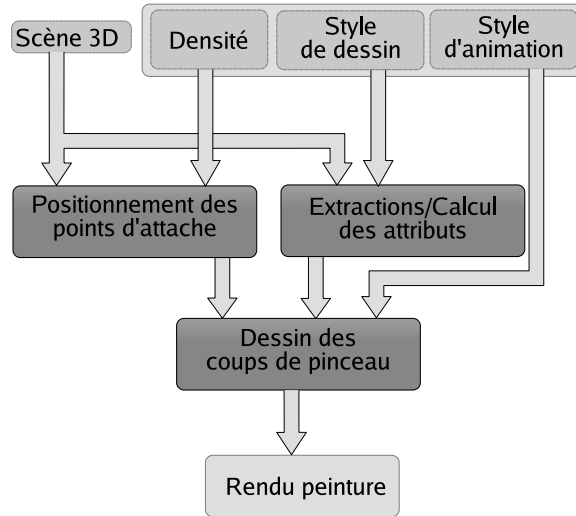 Scène 3D
Densité
Style
de dessin
Style
d'animation
Positionnement des
points d'attache
Extractions/Calcul
des attributs
Dessin des
coups de pinceau
Rendu peinture